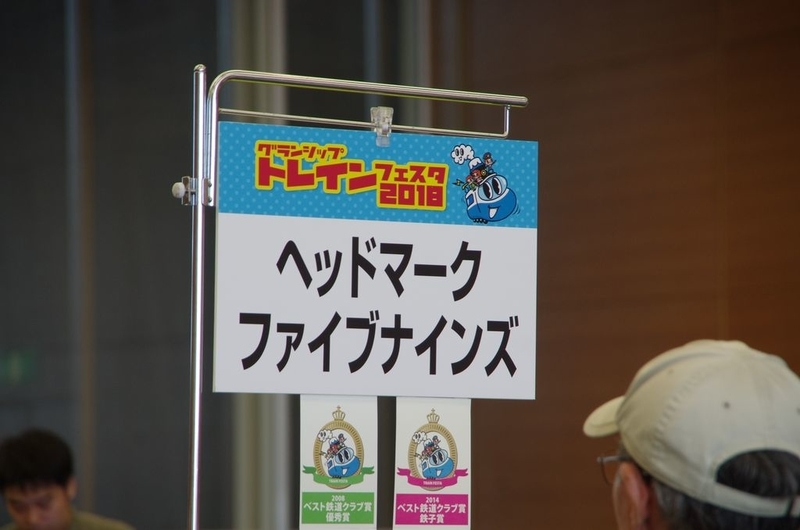 グランシップ
トレインフェスタ
2018
ヘッドマーク
ファイブナインズ
2008
ベスト鉄道クラブ賞
優秀賞
2014
ベスト鉄道クラブ賞
鉄子賞